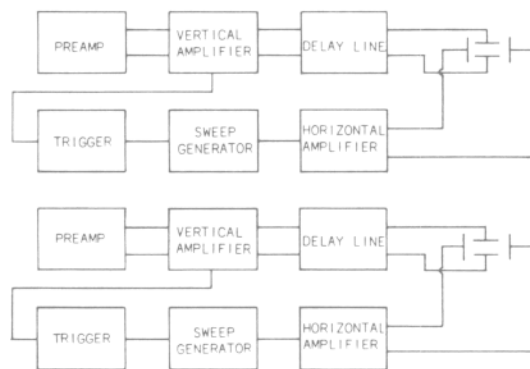 PREAMP
VERTICAL
AMPLIFIER
DELAY LINE
TRIGGER
SWEEP
GENERATOR
HORIZONTAL
AMPLIFIER
PREAMP
VERTICAL
AMPLIFIER
DELAY LINE
TRIGGER
SWEEP
GENERATOR
HORIZONTAL
AMPLIFIER